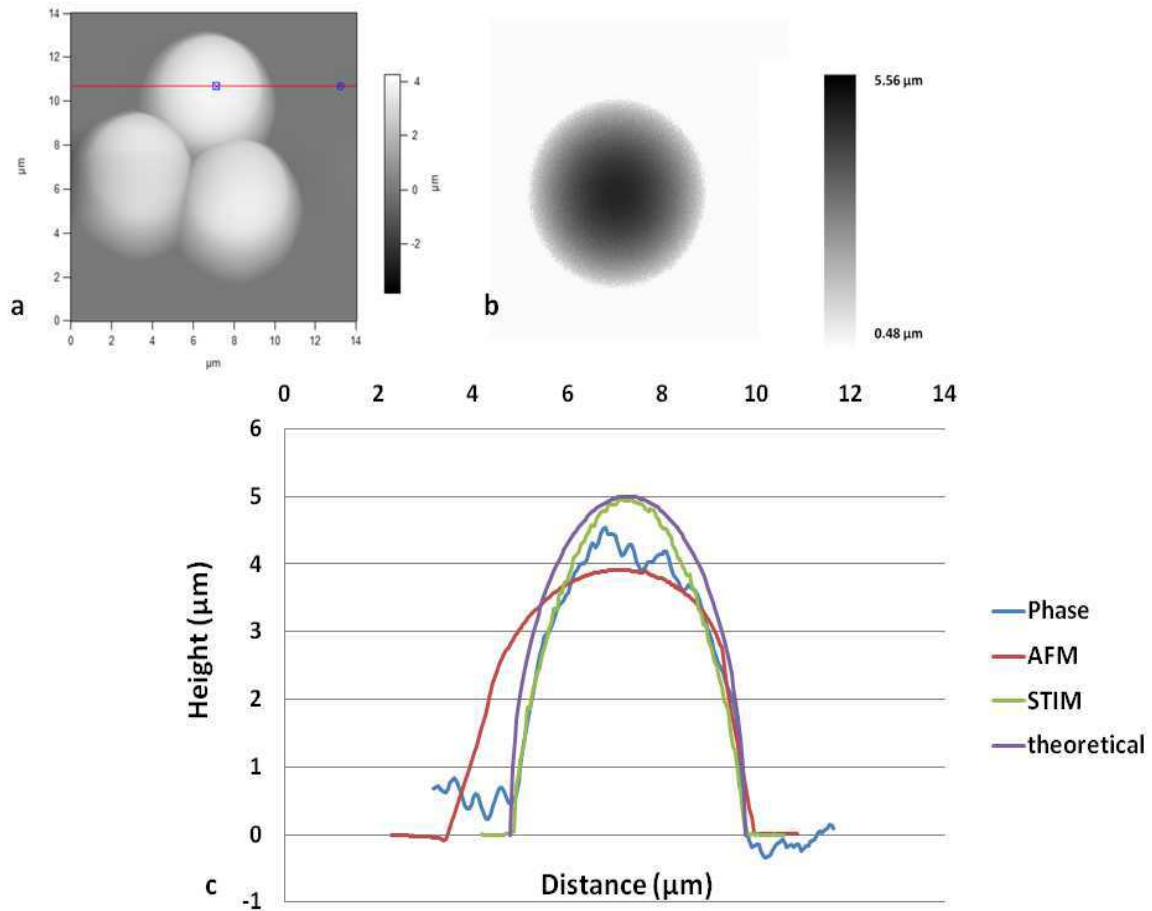 14
12
10
8
6
4
2
0
µm
0 2 4 6 8 10 12 14
µm
4
2
0
-2
µm
a
b
5.56 µm
0.48 µm
0 2 4 6 8 10 12 14
6
5
4
3
2
1
0
-1
Height (µm)
Distance (µm)
Phase
AFM
STIM
theoretical
c